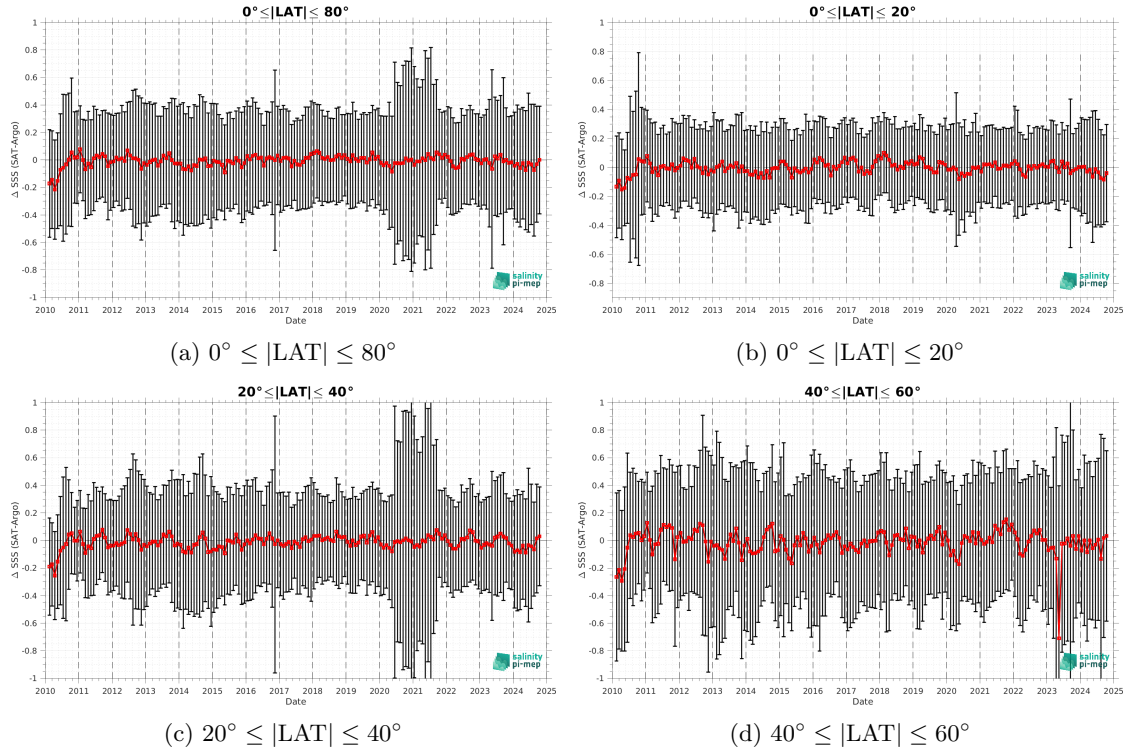 0°≤|LAT|≤ 80°
Δ SSS (SAT-Argo)
1
0.8
0.6
0.4
0.2
0
-0.2
-0.4
-0.6
-0.8
-1
2010 2011 2012 2013 2014 2015 2016 2017 2018 2019 2020 2021 2022 2023 2024 2025
Date
salinity
pi-mep
(a) 0° ≤ |LAT| ≤ 80°
0°≤|LAT|≤ 20°
Δ SSS (SAT-Argo)
1
0.8
0.6
0.4
0.2
0
-0.2
-0.4
-0.6
-0.8
2010 2011 2012 2013 2014 2015 2016 2017 2018 2019 2020 2021 2022 2023 2024 2025
Date
salinity
pi-mep
(b) 0° ≤ |LAT| ≤ 20°
20°≤|LAT|≤ 40°
Δ SSS (SAT-Argo)
1
0.8
0.6
0.4
0.2
0
-0.2
-0.4
-0.6
-0.8
-1
2010 2011 2012 2013 2014 2015 2016 2017 2018 2019 2020 2021 2022 2023 2024 2025
Date
salinity
pi-mep
(c) 20° ≤ |LAT| ≤ 40°
40°≤|LAT|≤ 60°
Δ SSS (SAT-Argo)
1
0.8
0.6
0.4
0.2
0
-0.2
-0.4
-0.6
-0.8
-1
2010 2011 2012 2013 2014 2015 2016 2017 2018 2019 2020 2021 2022 2023 2024 2025
Date
salinity
pi-mep
(d) 40° ≤ |LAT| ≤ 60°